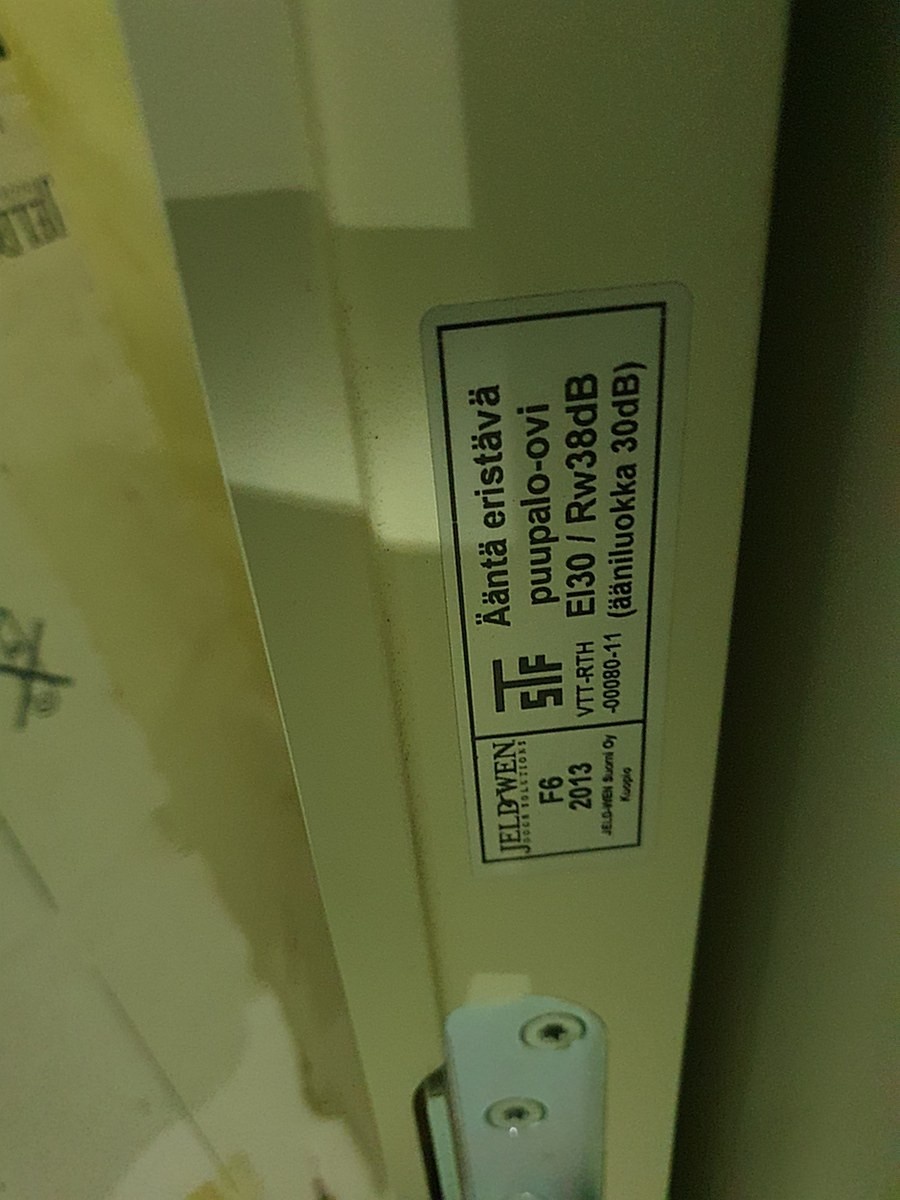 JELD-WEN
DOOR SOLUTIONS
F6
2013
JELD-WEN Suomi Oy
Kuopio
STF
VTT-RTH
-00080-11
Ääntä eristävä
puupalo-ovi
EI30 / Rw38dB
(ääniluokka 30dB)